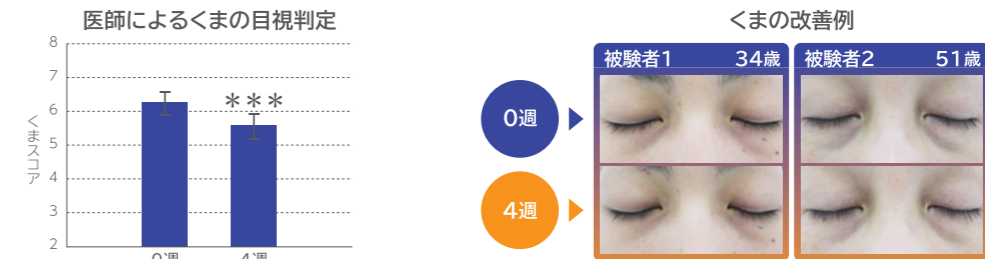 医師によるくまの目視判定
くまスコア
8
7
6
5
4
3
2
＊＊＊
0週
4週
くまの改善例
被験者1 34歳
被験者2 51歳
0週
4週